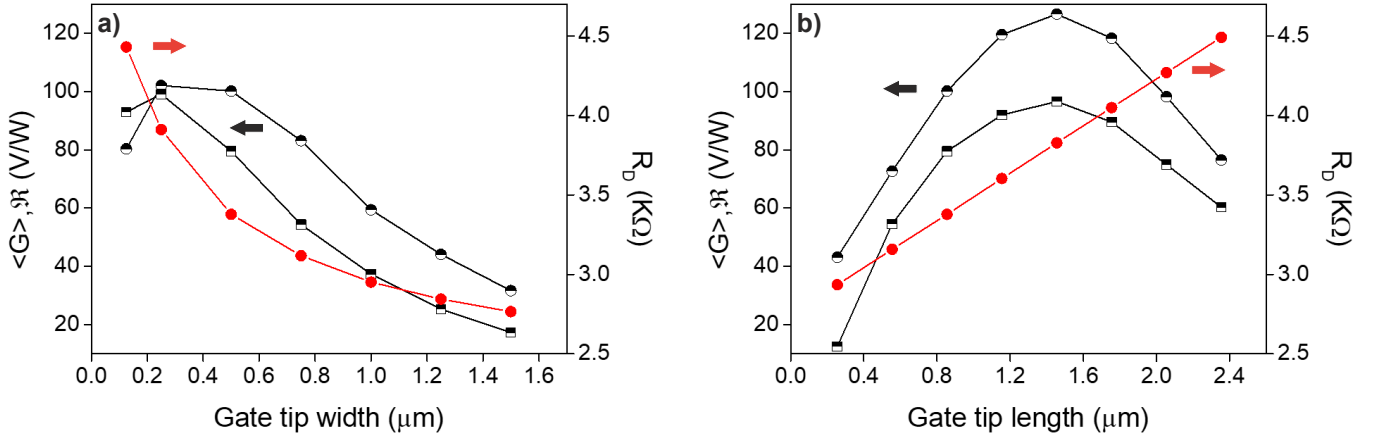 a)
120
100
80
60
40
20
<G>,ℜ (V/W)
4.5
4.0
3.5
3.0
2.5
R_D (KΩ)
0.0 0.2 0.4 0.6 0.8 1.0 1.2 1.4 1.6
Gate tip width (μm)
b)
120
100
80
60
40
20
<G>,ℜ (V/W)
4.5
4.0
3.5
3.0
2.5
R_D (KΩ)
0.0 0.4 0.8 1.2 1.6 2.0 2.4
Gate tip length (μm)